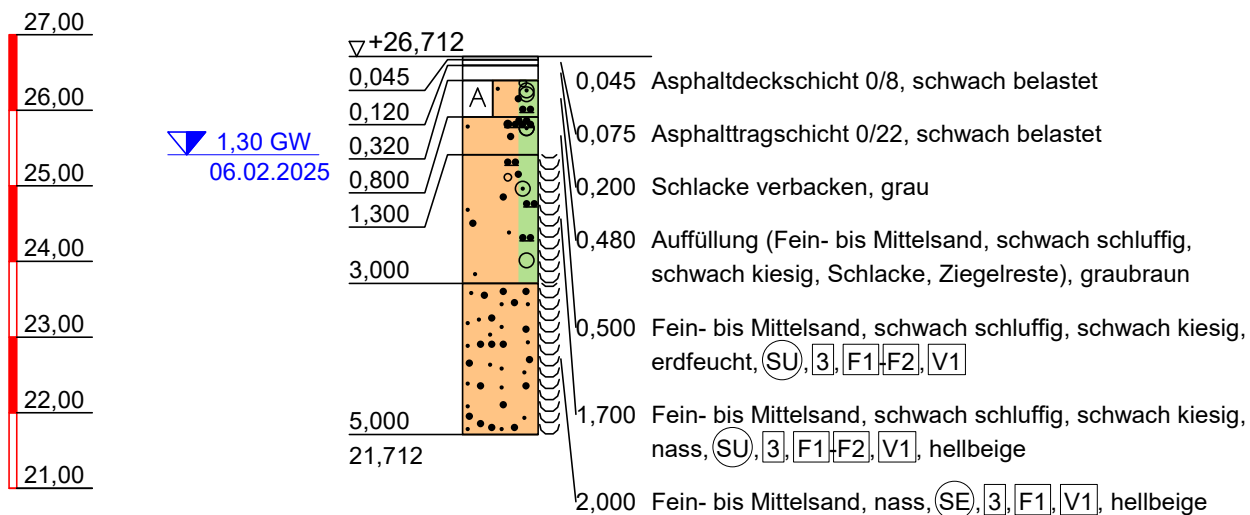 27,00
26,00
25,00
24,00
23,00
22,00
21,00
1,30 GW
06.02.2025
+26,712
0,045
0,120
0,320
0,800
1,300
3,000
5,000
21,712
A
0,045 Asphaltdeckschicht 0/8, schwach belastet
0,075 Asphalttragschicht 0/22, schwach belastet
0,200 Schlacke verbacken, grau
0,480 Auffüllung (Fein- bis Mittelsand, schwach schluffig,
schwach kiesig, Schlacke, Ziegelreste), graubraun
0,500 Fein- bis Mittelsand, schwach schluffig, schwach kiesig,
erdfeucht, SU, 3, F1-F2, V1
1,700 Fein- bis Mittelsand, schwach schluffig, schwach kiesig,
nass, SU, 3, F1-F2, V1, hellbeige
2,000 Fein- bis Mittelsand, nass, SE, 3, F1, V1, hellbeige